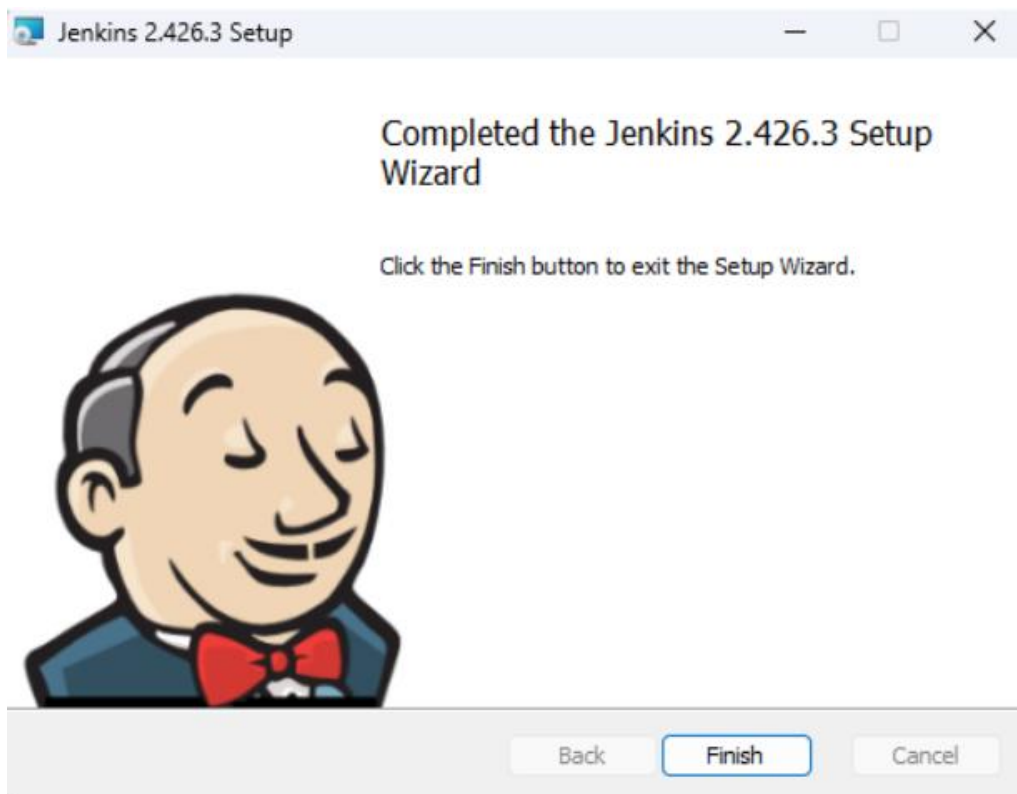 Jenkins 2.426.3 Setup
Completed the Jenkins 2.426.3 Setup
Wizard
Click the Finish button to exit the Setup Wizard.
Back
Finish
Cancel